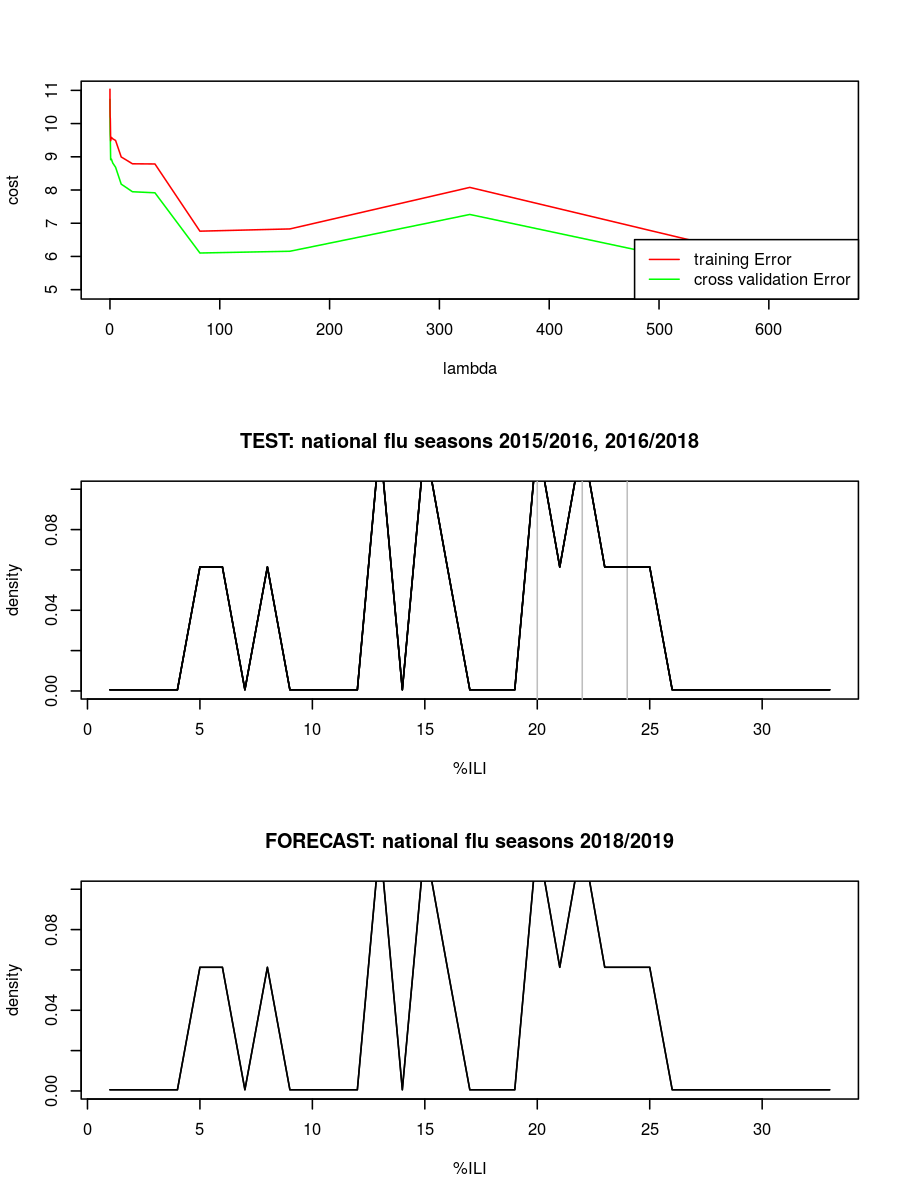 11
10
9
8
7
6
5
cost
training Error
cross validation Error
0 100 200 300 400 500 600
lambda
TEST: national flu seasons 2015/2016, 2016/2018
0.08
0.04
0.00
density
0 5 10 15 20 25 30
%ILI
FORECAST: national flu seasons 2018/2019
0.08
0.04
0.00
density
0 5 10 15 20 25 30
%ILI